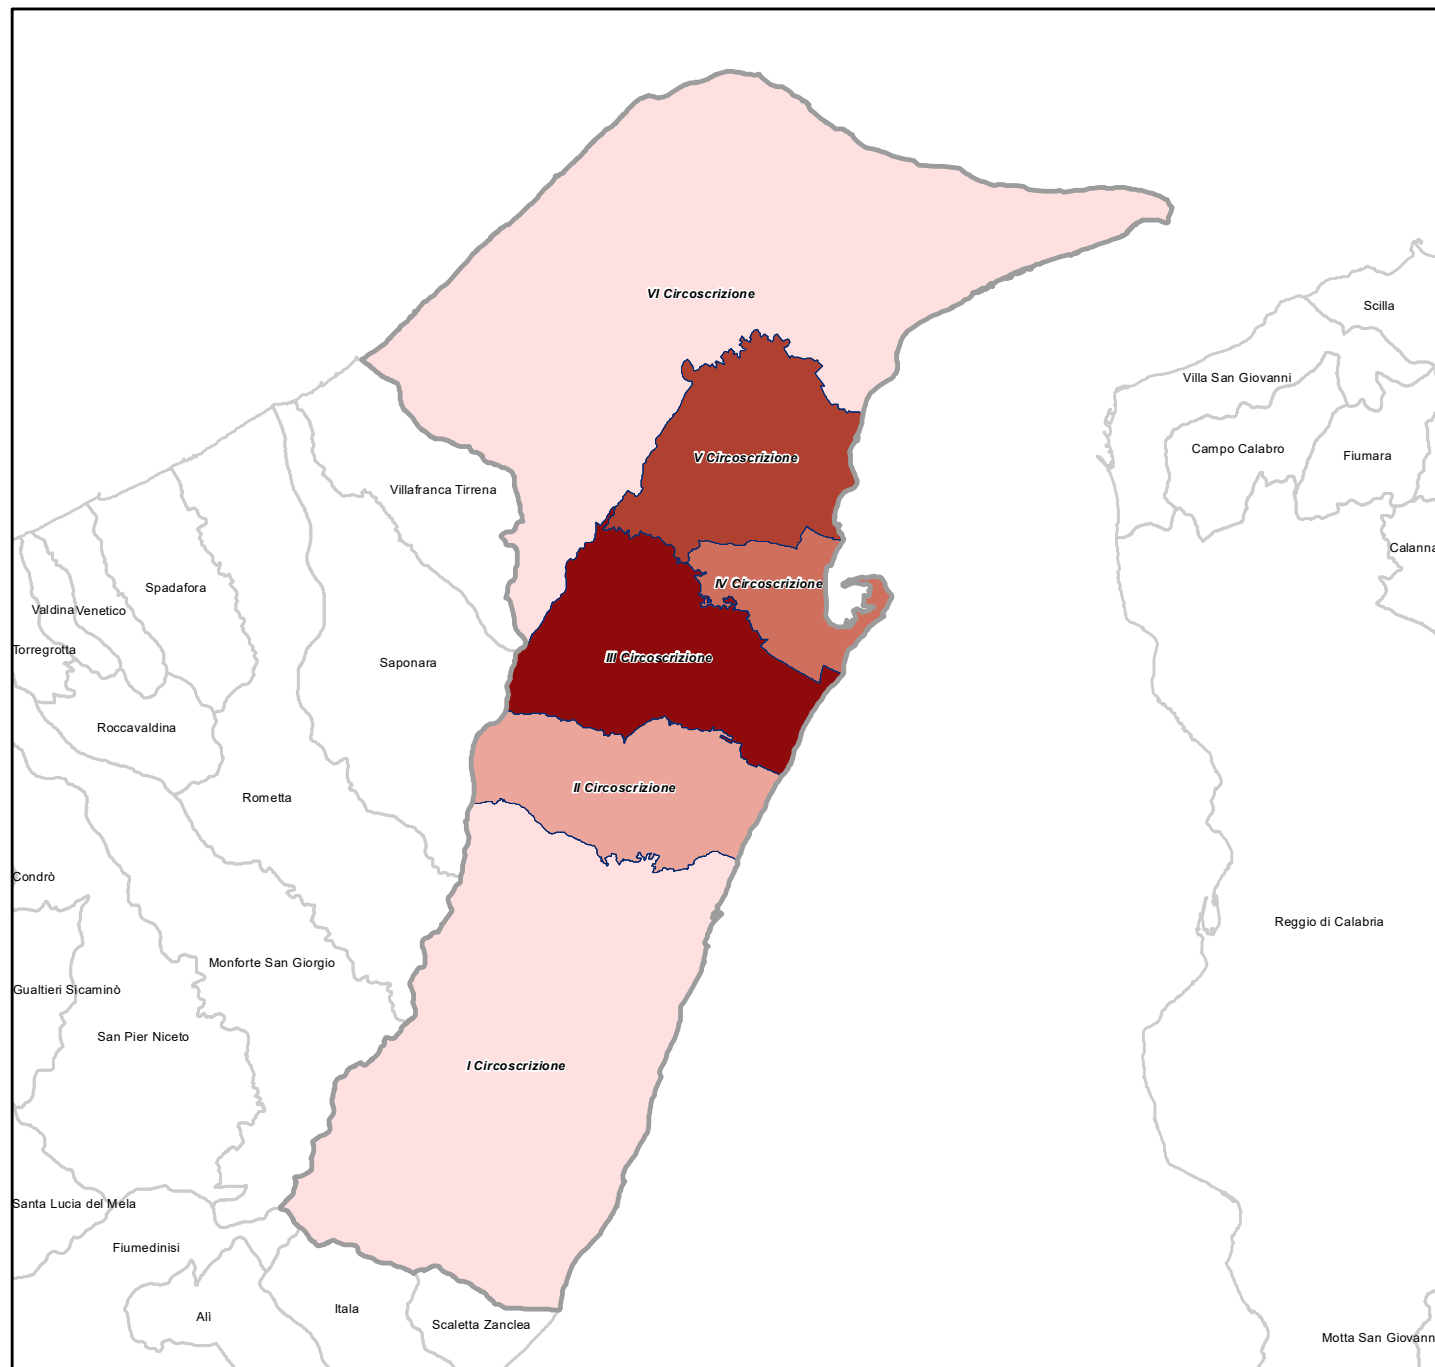 VI Circoscrizione
Scilla
Villa San Giovanni
Campo Calabro
Fiumara
V Circoscrizione
Villafranca Tirrena
Calanna
IV Circoscrizione
Spadafora
Valdina
Venetico
Torregrotta
III Circoscrizione
Saponara
Roccavaldina
II Circoscrizione
Rometta
Condrò
Reggio di Calabria
Monforte San Giorgio
Gualtieri Sicaminò
San Pier Niceto
I Circoscrizione
Santa Lucia del Mela
Fiumedinisi
Itala
Alì
Scaletta Zanclea
Motta San Giovann